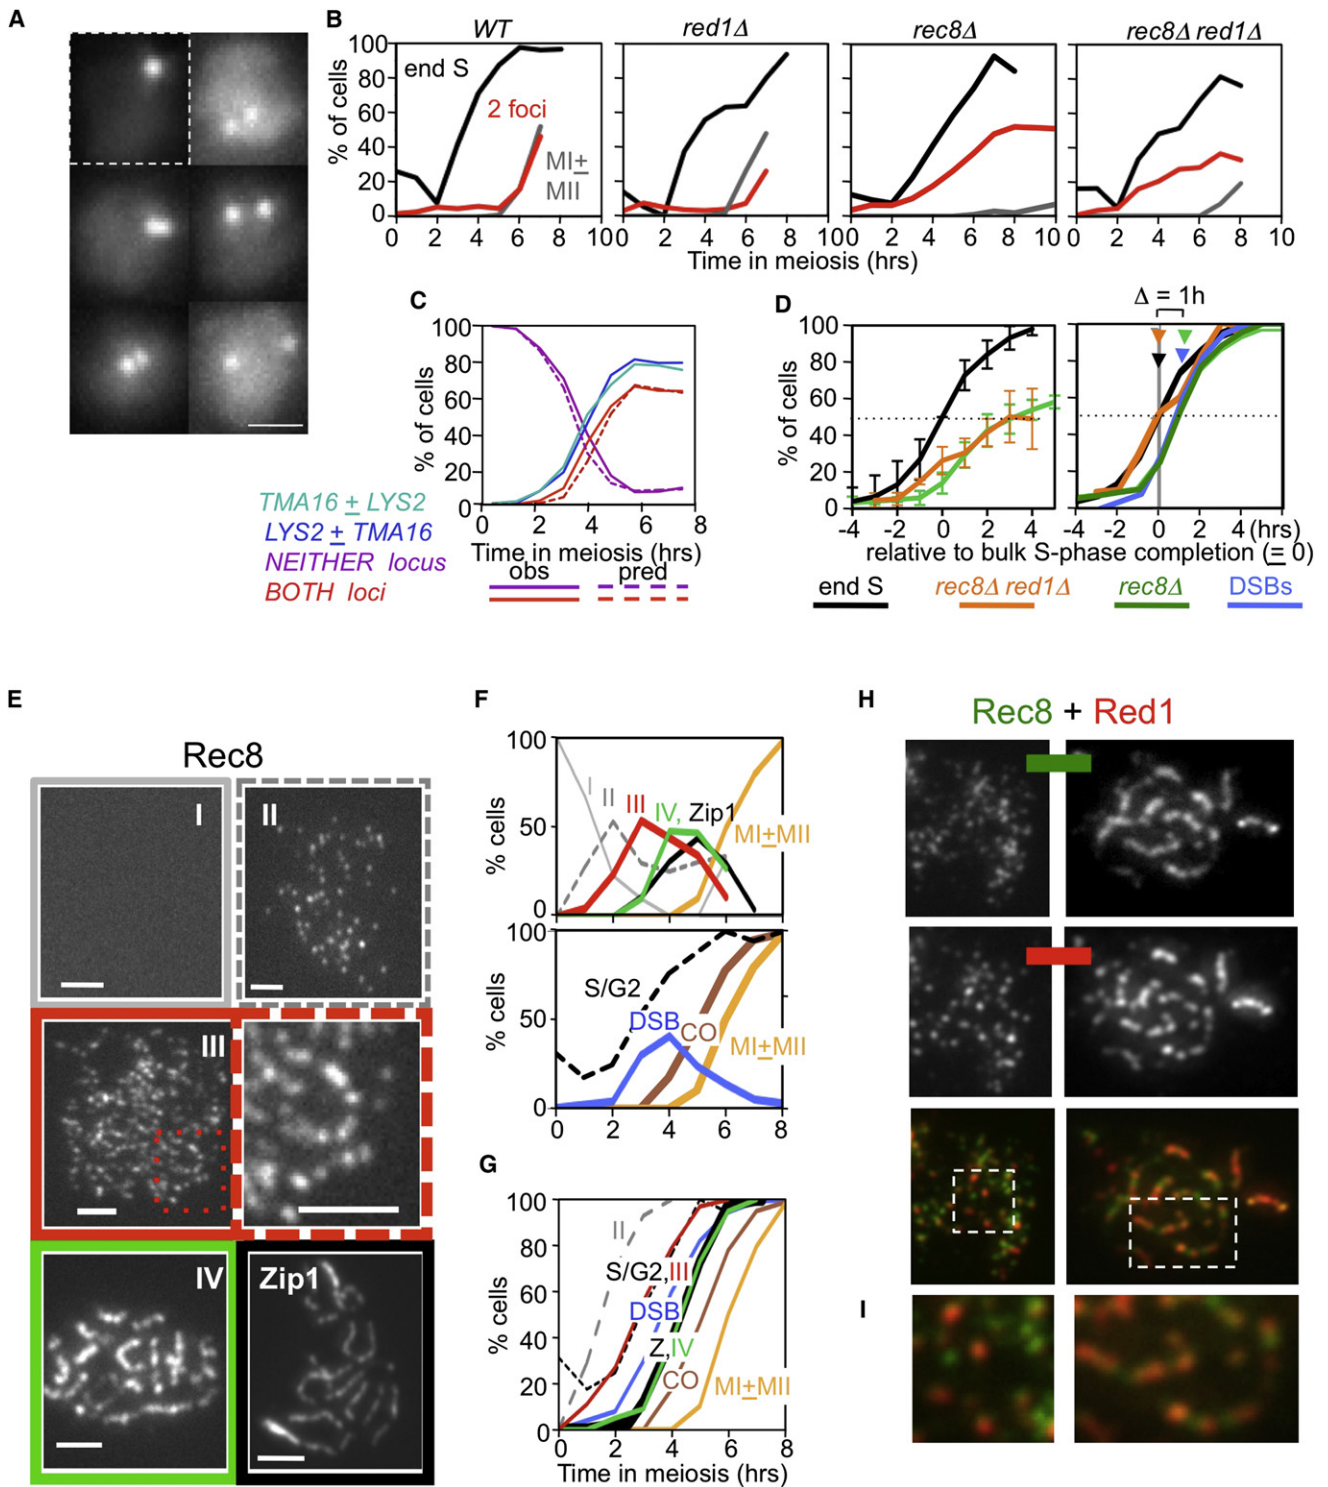 A
B
WT
red1Δ
rec8Δ
rec8Δ red1Δ
% of cells
100
80
60
40
20
0
end S
2 foci
MI±
MII
0 2 4 6 8 100 2 4 6 8 100 2 4 6 8 10 0 2 4 6 8 10
Time in meiosis (hrs)
C
% of cells
100
80
60
40
20
0
0 2 4 6 8
Time in meiosis (hrs)
TMA16 ± LYS2
LYS2 ± TMA16
NEITHER locus
BOTH loci
obs pred
D
Δ = 1h
% of cells
100
80
60
40
20
0
-4 -2 0 2 4 -4 -2 0 2 4 (hrs)
relative to bulk S-phase completion (= 0)
end S rec8Δ red1Δ rec8Δ DSBs
E
Rec8
I
II
III
IV
Zip1
F
% cells
100
50
0
I
II
III
IV, Zip1
MI±MII
% cells
100
50
0
S/G2
DSB
CO
MI±MII
0 2 4 6 8
G
% cells
100
80
60
40
20
0
II
S/G2,III
DSB
Z,IV
CO
MI±MII
0 2 4 6 8
Time in meiosis (hrs)
H
Rec8 + Red1
I